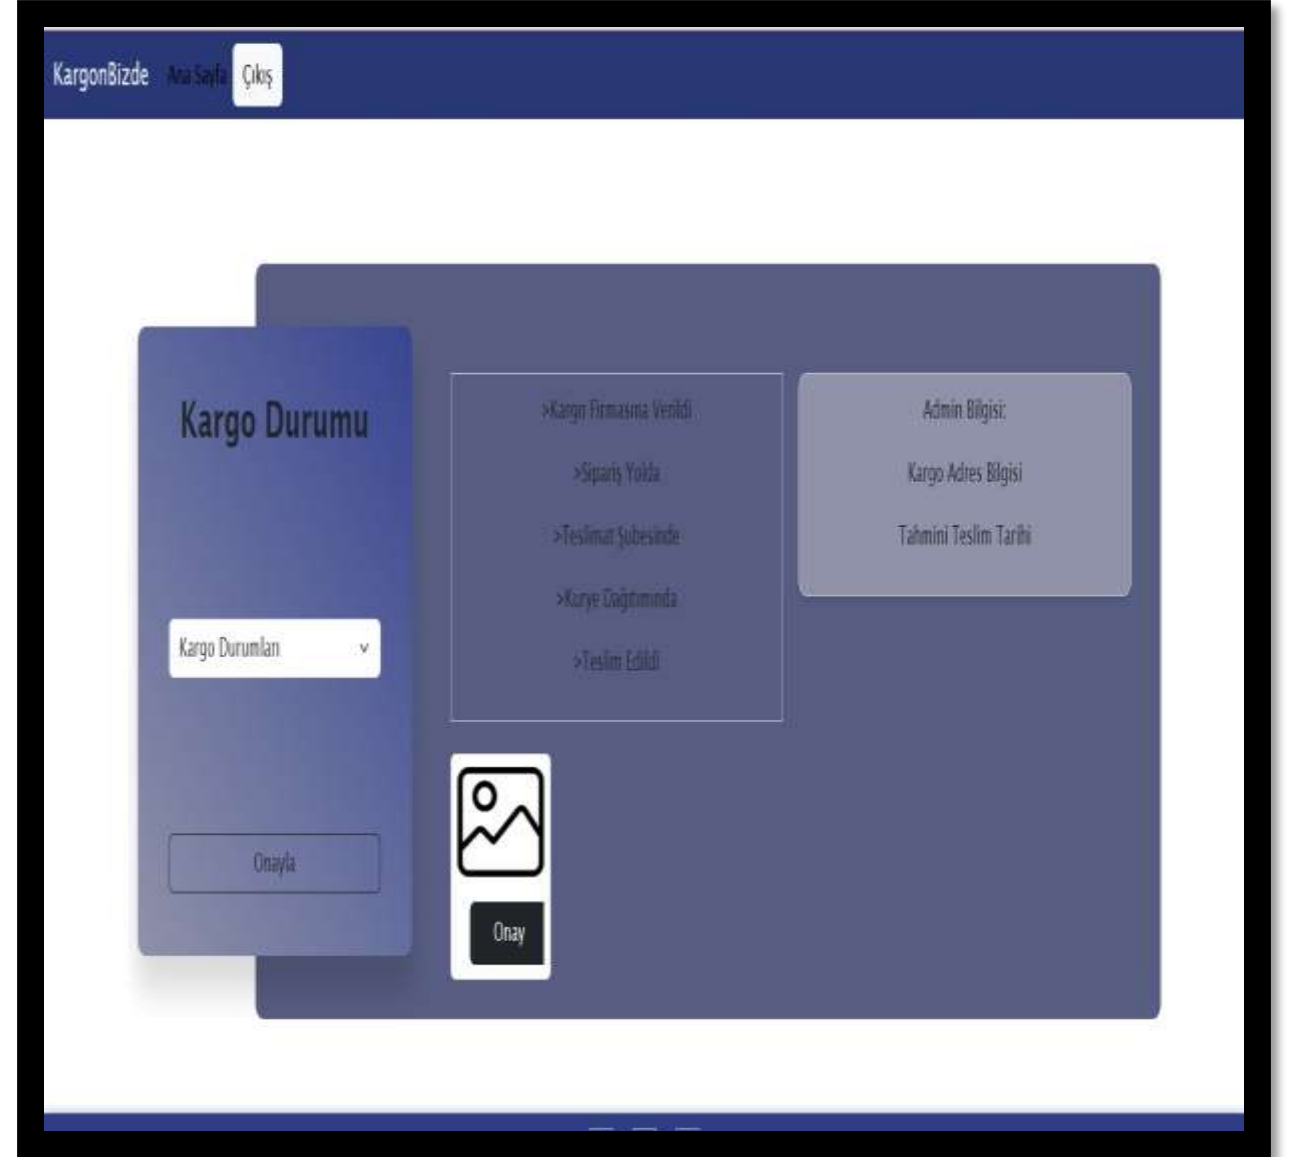 KargonBizde Ana Sayfa Çıkış
Kargo Durumu
Kargo Durumları
Onayla
>Kargo Firmasına Verildi
>Sipariş Yolda
>Teslimat Şubesinde
>Kurye Dağıtımında
>Teslim Edildi
Admin Bilgisi:
Kargo Adres Bilgisi
Tahmini Teslim Tarihi
Onay